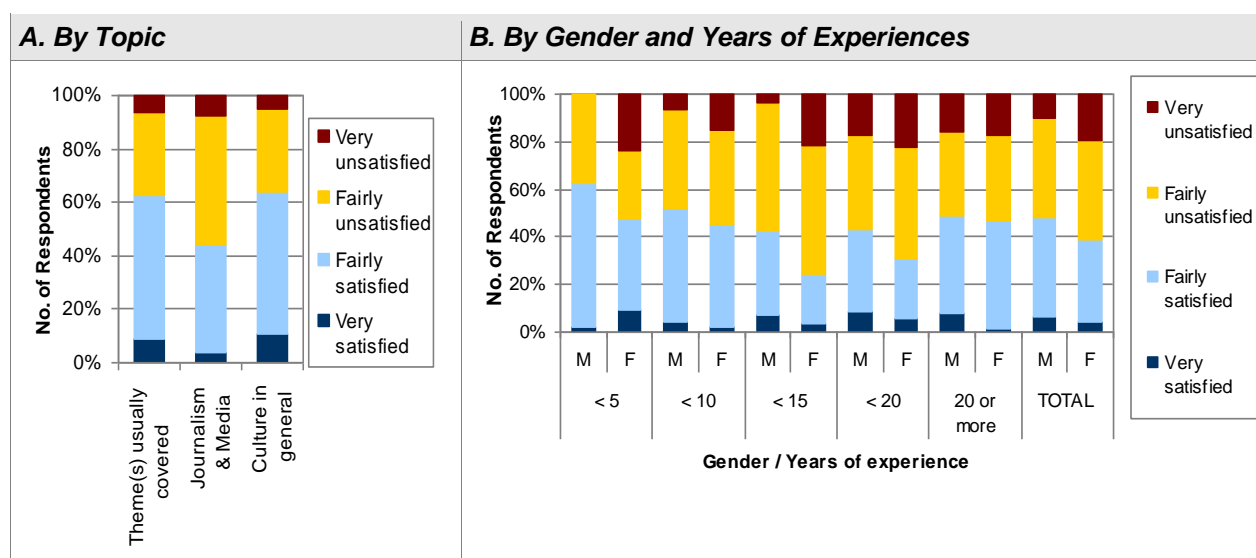 A. By Topic
B. By Gender and Years of Experiences
No. of Respondents
100%
80%
60%
40%
20%
0%
Theme(s) usually
covered
Journalism
& Media
Culture in
general
Very
unsatisfied
Fairly
unsatisfied
Fairly
satisfied
Very
satisfied
No. of Respondents
100%
80%
60%
40%
20%
0%
M F M F M F M F M F M F
< 5 < 10 < 15 < 20 20 or TOTAL
more
Gender / Years of experience
Very
unsatisfied
Fairly
unsatisfied
Fairly
satisfied
Very
satisfied